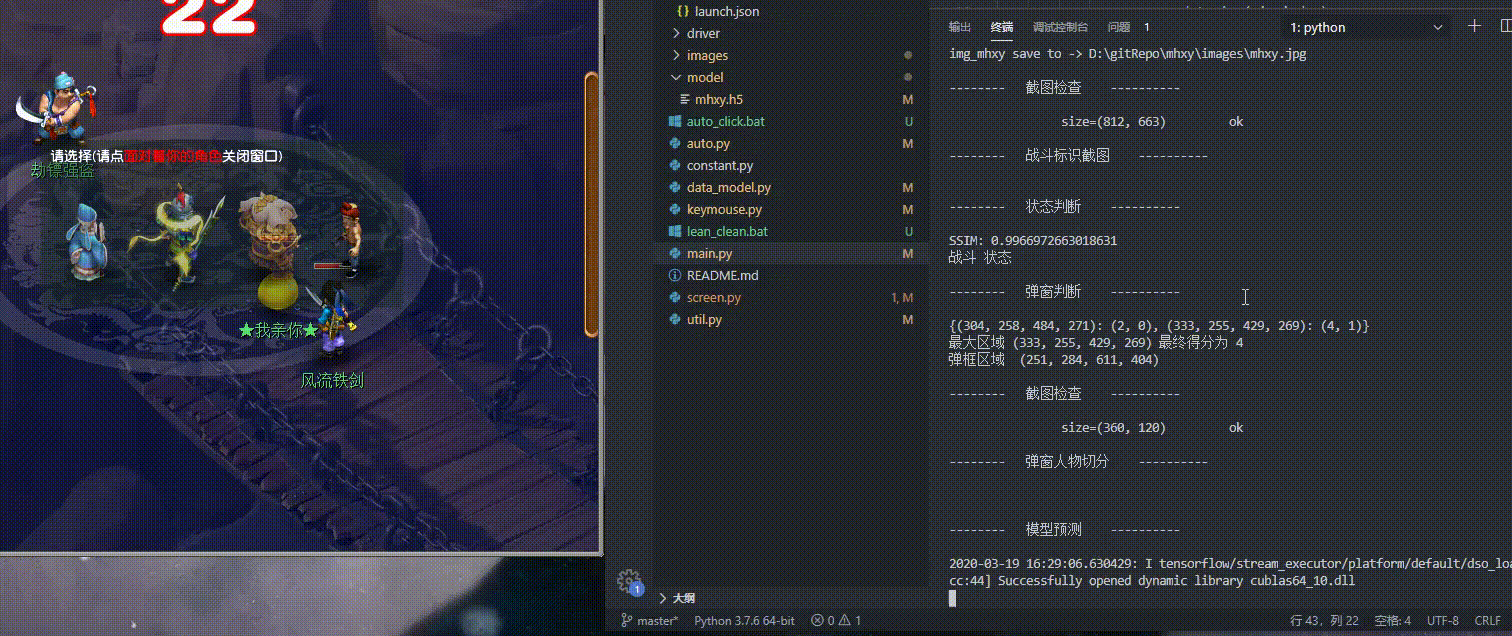 22
请选择(请点面对着你的角色关闭窗口)
劫镖强盗
★我亲你★
风流铁剑
launch.json
driver
images
model
mhxy.h5 M
auto_click.bat U
auto.py M
constant.py
data_model.py M
keymouse.py M
lean_clean.bat U
main.py M
README.md
screen.py 1, M
util.py M
大纲
输出 终端 调试控制台 问题 1 1: python
img_mhxy save to -> D:\gitRepo\mhxy\images\mhxy.jpg
-------- 截图检查 ----------
size=(812, 663) ok
-------- 战斗标识截图 ----------
-------- 状态判断 ----------
SSIM: 0.9966972663018631
战斗 状态
-------- 弹窗判断 ----------
{(304, 258, 484, 271): (2, 0), (333, 255, 429, 269): (4, 1)}
最大区域 (333, 255, 429, 269) 最终得分为 4
弹框区域 (251, 284, 611, 404)
-------- 截图检查 ----------
size=(360, 120) ok
-------- 弹窗人物切分 ----------
-------- 模型预测 ----------
2020-03-19 16:29:06.630429: I tensorflow/stream_executor/platform/default/dso_loa
cc:44] Successfully opened dynamic library cublas64_10.dll
1
master* Python 3.7.6 64-bit 0 1 行 43，列 22 空格: 4 UTF-8 CRLF